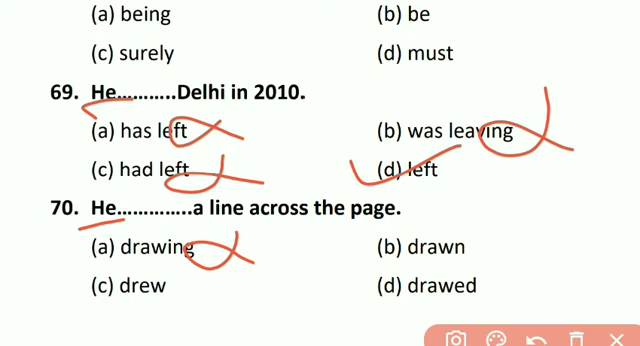 (a) being (b) be
(c) surely (d) must
69. He..........Delhi in 2010.
(a) has left (b) was leaving
(c) had left (d) left
70. He.............a line across the page.
(a) drawing (b) drawn
(c) drew (d) drawed